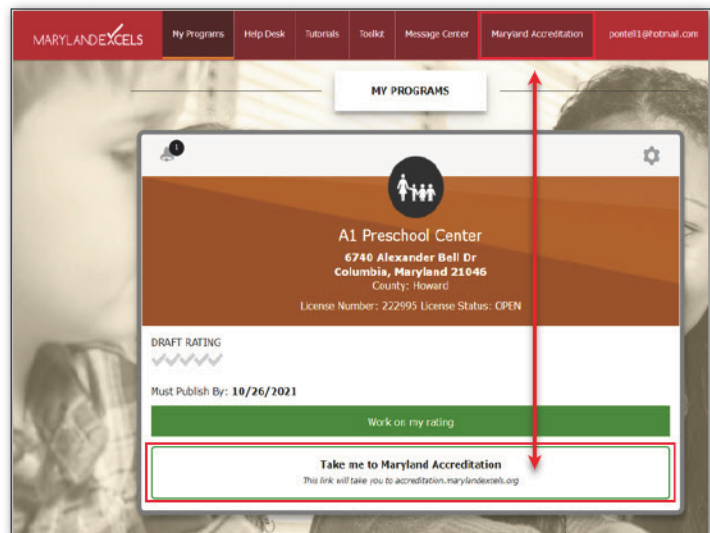 MARYLAND EXCELS
My Programs
Help Desk
Tutorials
Toolkit
Message Center
Maryland Accreditation
pontell1@hotmail.com
MY PROGRAMS
1
A1 Preschool Center
6740 Alexander Bell Dr
Columbia, Maryland 21046
County: Howard
License Number: 222995 License Status: OPEN
DRAFT RATING
Must Publish By: 10/26/2021
Work on my rating
Take me to Maryland Accreditation
This link will take you to accreditation.marylandexcels.org